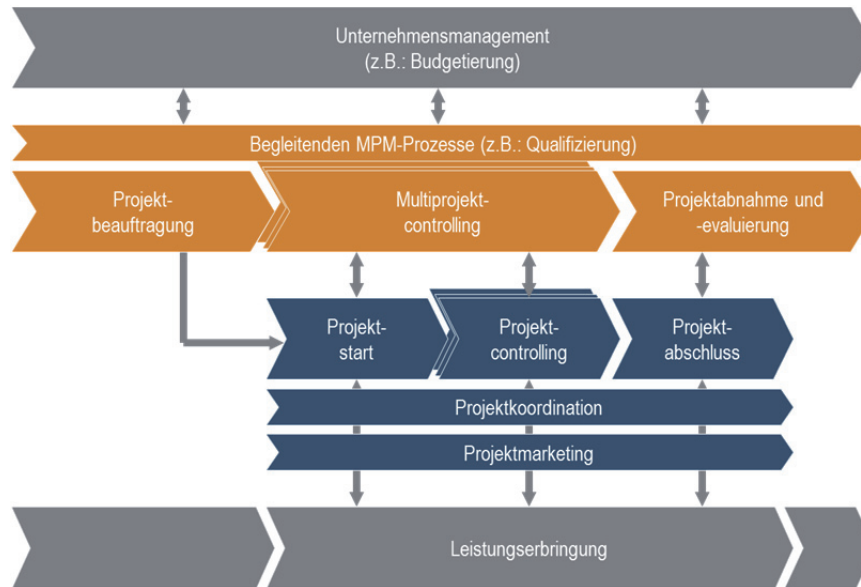 Unternehmensmanagement
(z.B.: Budgetierung)
Begleitenden MPM-Prozesse (z.B.: Qualifizierung)
Projekt-
beauftragung
Multiprojekt-
controlling
Projektabnahme und
-evaluierung
Projekt-
start
Projekt-
controlling
Projekt-
abschluss
Projektkoordination
Projektmarketing
Leistungserbringung